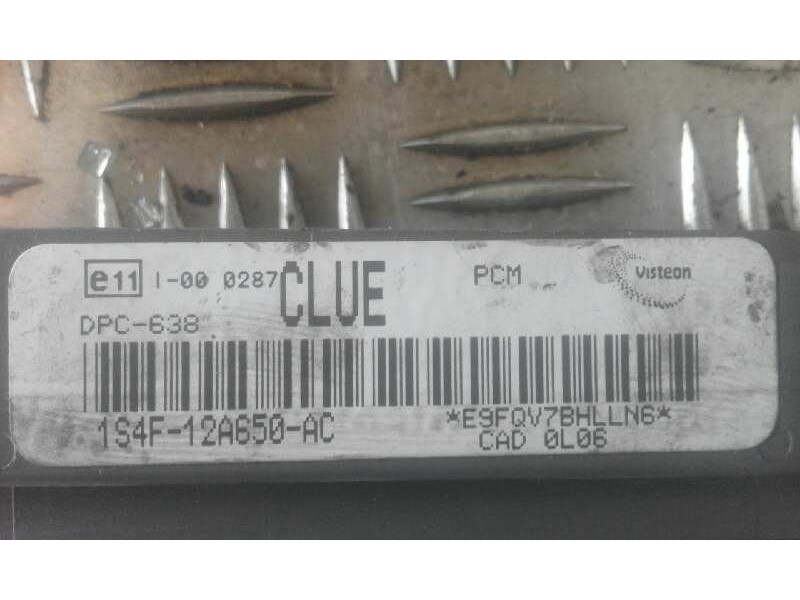 e11 I-00 0287 CLUE PCM Visteon
DPC-638
1S4F-12A650-AC *E9FQV7BHLLN6*
CAD 0L06